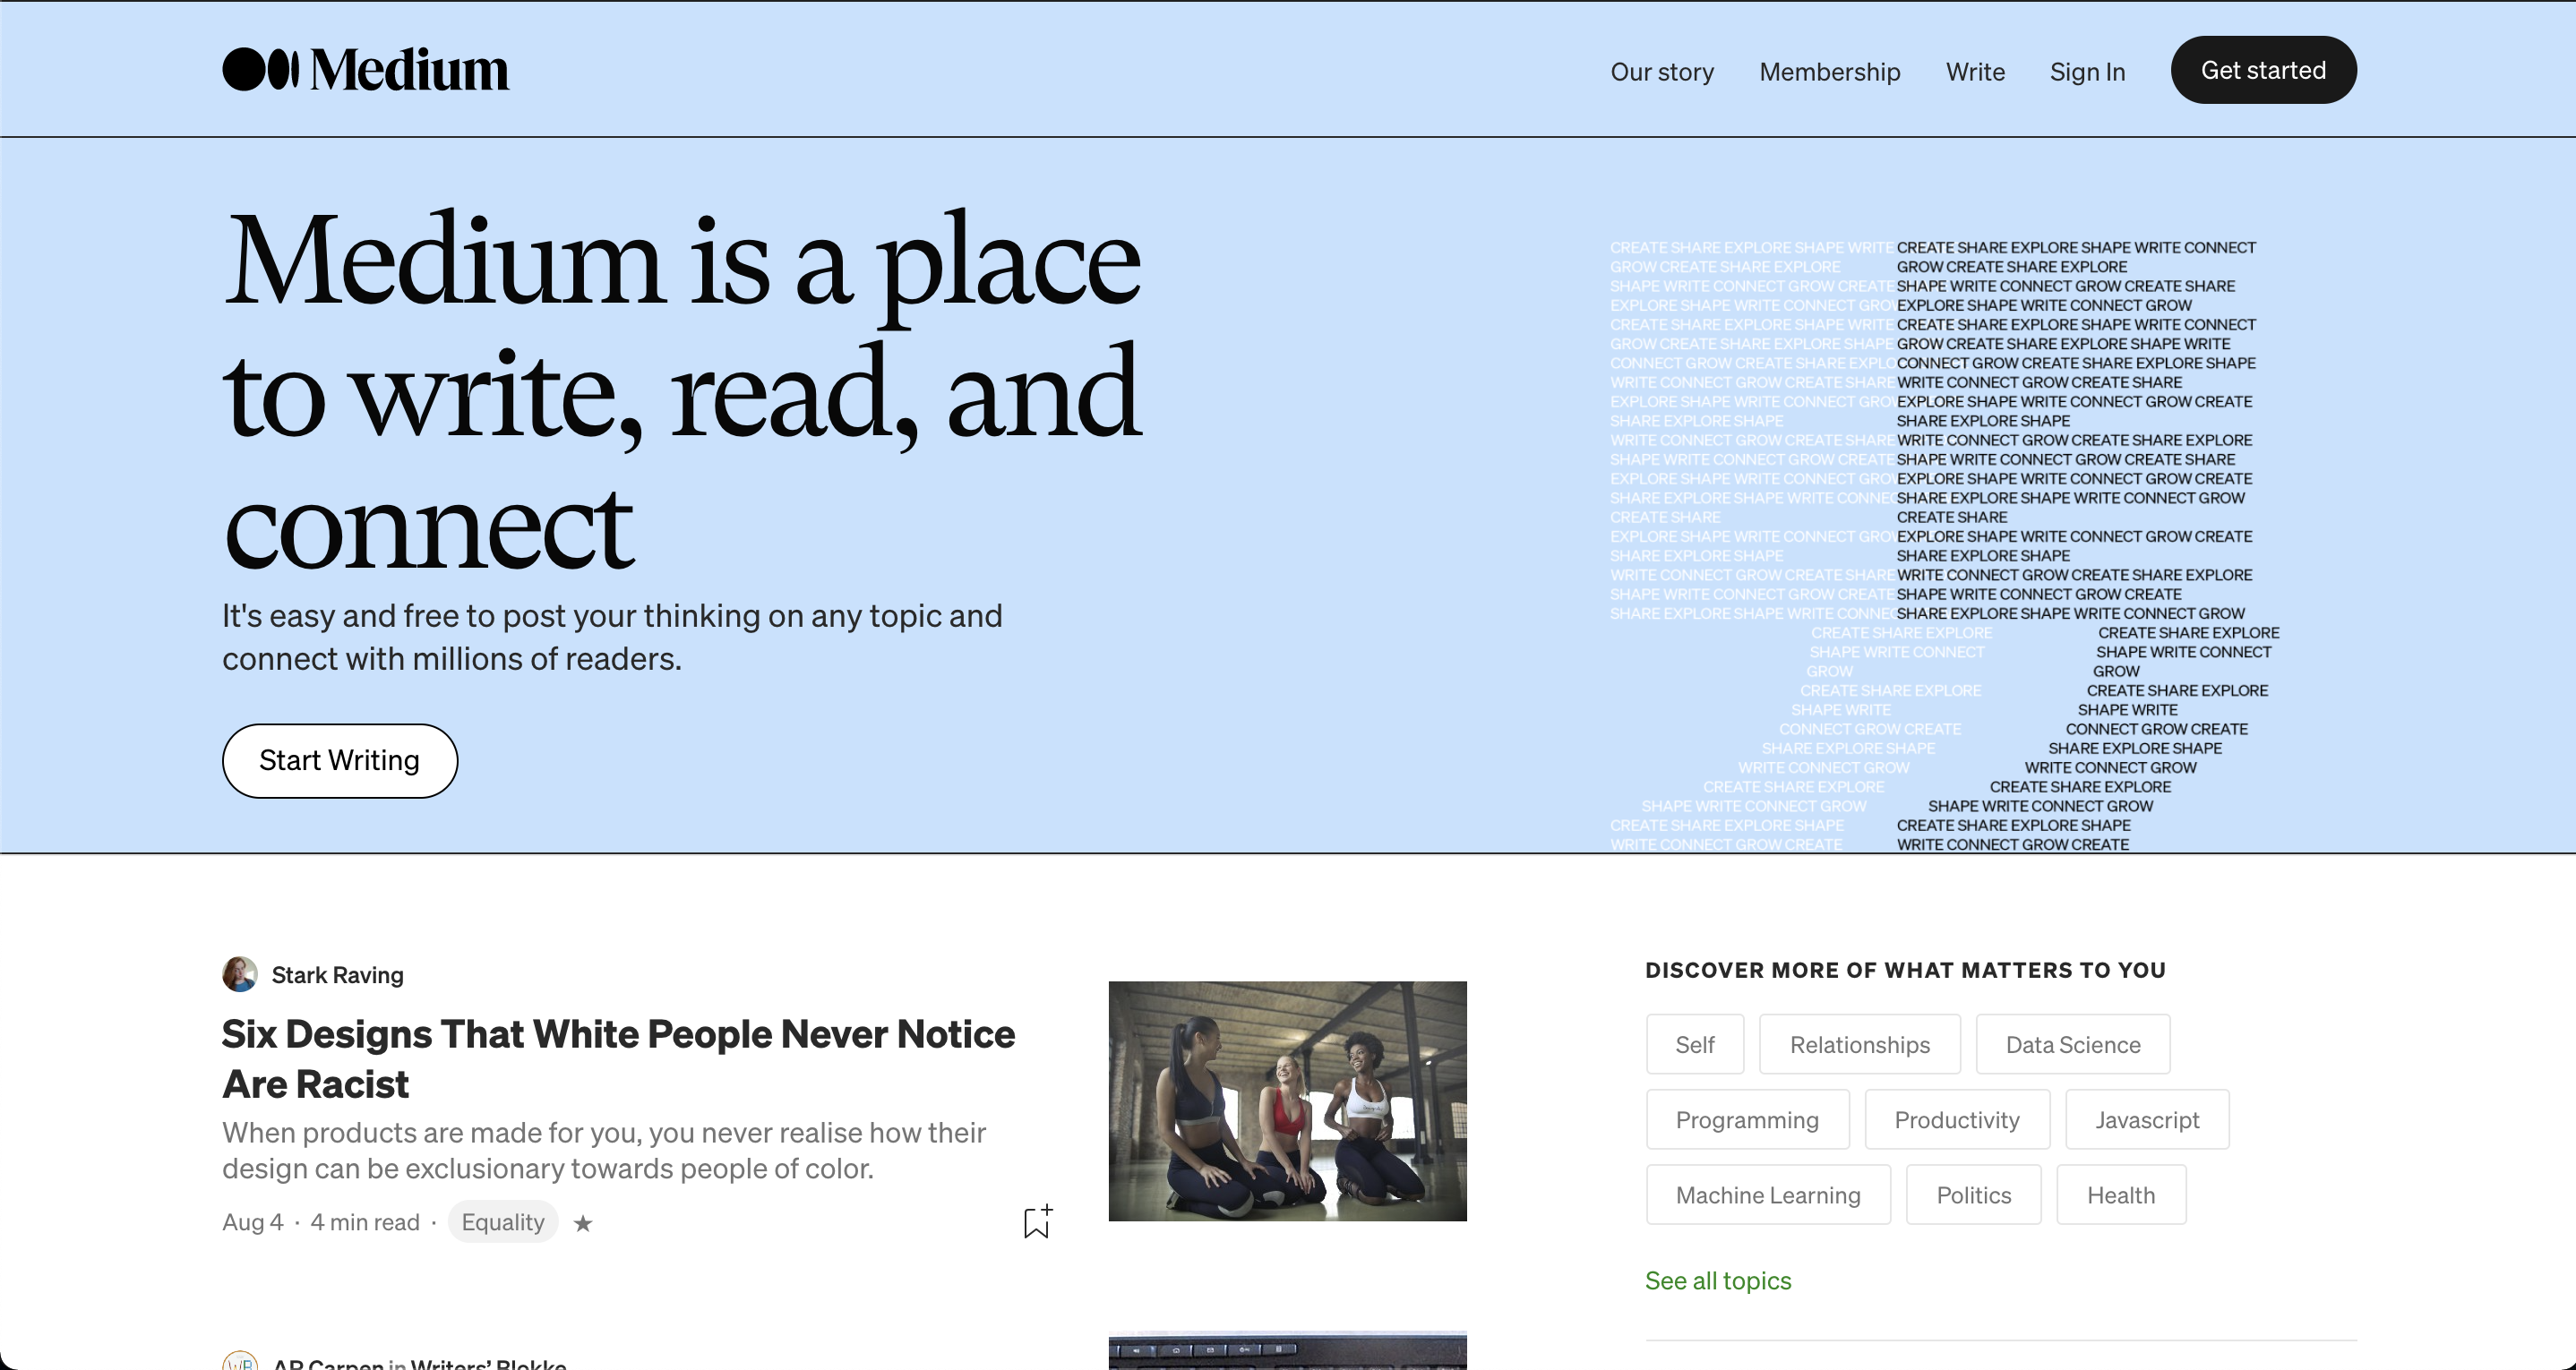 Medium
Our story
Membership
Write
Sign In
Get started
Medium is a place
to write, read, and
connect
It's easy and free to post your thinking on any topic and
connect with millions of readers.
Start Writing
CREATE SHARE EXPLORE SHAPE WRITE CREATE SHARE EXPLORE SHAPE WRITE CONNECT
GROW CREATE SHARE EXPLORE GROW CREATE SHARE EXPLORE
SHAPE WRITE CONNECT GROW CREATE SHAPE WRITE CONNECT GROW CREATE SHARE
EXPLORE SHAPE WRITE CONNECT EXPLORE SHAPE WRITE CONNECT GROW
CREATE SHARE EXPLORE SHAPE WRITE CREATE SHARE EXPLORE SHAPE WRITE CONNECT
GROW CREATE SHARE EXPLORE SHAPE GROW CREATE SHARE EXPLORE SHAPE WRITE
CONNECT GROW CREATE SHARE CONNECT GROW CREATE SHARE EXPLORE SHAPE
WRITE CONNECT GROW CREATE SHARE WRITE CONNECT GROW CREATE SHARE
EXPLORE SHAPE WRITE CONNECT EXPLORE SHAPE WRITE CONNECT GROW CREATE
SHARE EXPLORE SHAPE SHARE EXPLORE SHAPE
WRITE CONNECT GROW CREATE SHARE WRITE CONNECT GROW CREATE SHARE EXPLORE
SHAPE WRITE CONNECT GROW CREATE SHAPE WRITE CONNECT GROW CREATE SHARE
EXPLORE SHAPE WRITE CONNECT EXPLORE SHAPE WRITE CONNECT GROW CREATE
SHARE EXPLORE SHAPE WRITE SHARE EXPLORE SHAPE WRITE CONNECT GROW
CREATE SHARE CREATE SHARE
EXPLORE SHAPE WRITE CONNECT EXPLORE SHAPE WRITE CONNECT GROW CREATE
SHARE EXPLORE SHAPE SHARE EXPLORE SHAPE
WRITE CONNECT GROW CREATE SHARE WRITE CONNECT GROW CREATE SHARE EXPLORE
SHAPE WRITE CONNECT GROW CREATE SHAPE WRITE CONNECT GROW CREATE
SHARE EXPLORE SHAPE WRITE SHARE EXPLORE SHAPE WRITE CONNECT GROW
CREATE SHARE EXPLORE CREATE SHARE EXPLORE
SHAPE WRITE CONNECT SHAPE WRITE CONNECT
GROW GROW
CREATE SHARE EXPLORE CREATE SHARE EXPLORE
SHAPE WRITE SHAPE WRITE
CONNECT GROW CREATE CONNECT GROW CREATE
SHARE EXPLORE SHAPE SHARE EXPLORE SHAPE
WRITE CONNECT GROW WRITE CONNECT GROW
CREATE SHARE EXPLORE CREATE SHARE EXPLORE
SHAPE WRITE CONNECT GROW SHAPE WRITE CONNECT GROW
CREATE SHARE EXPLORE SHAPE CREATE SHARE EXPLORE SHAPE
WRITE CONNECT GROW CREATE WRITE CONNECT GROW CREATE
Stark Raving
Six Designs That White People Never Notice
Are Racist
When products are made for you, you never realise how their
design can be exclusionary towards people of color.
Aug 4 · 4 min read · Equality
AB Carpen in Writers' Blokke
DISCOVER MORE OF WHAT MATTERS TO YOU
Self
Relationships
Data Science
Programming
Productivity
Javascript
Machine Learning
Politics
Health
See all topics